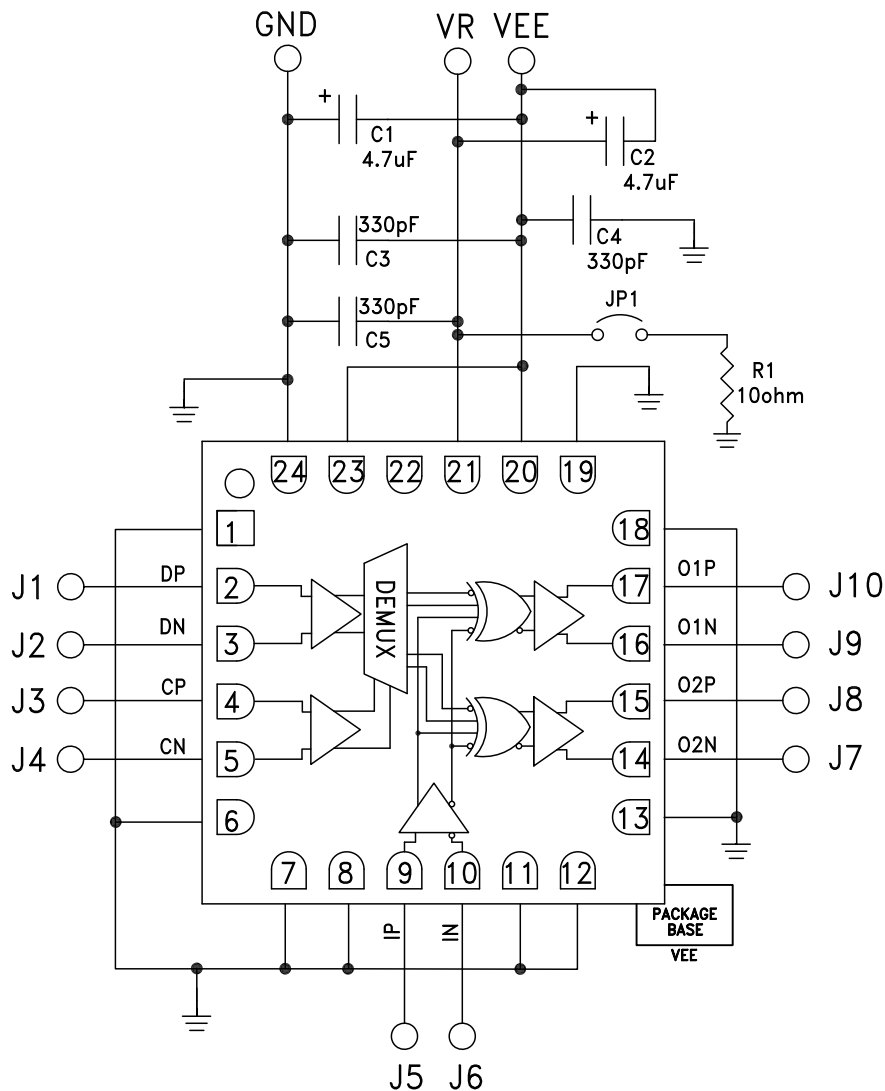 GND
VR
VEE
+
C1
4.7uF
+
C2
4.7uF
330pF
C3
C4
330pF
330pF
C5
JP1
R1
10ohm
24
23
22
21
20
19
1
18
J1
DP
2
17
O1P
J10
J2
DN
3
16
O1N
J9
DEMUX
J3
CP
4
15
O2P
J8
J4
CN
5
14
O2N
J7
6
13
7
8
9
10
11
12
IP
IN
PACKAGE
BASE
VEE
J5
J6